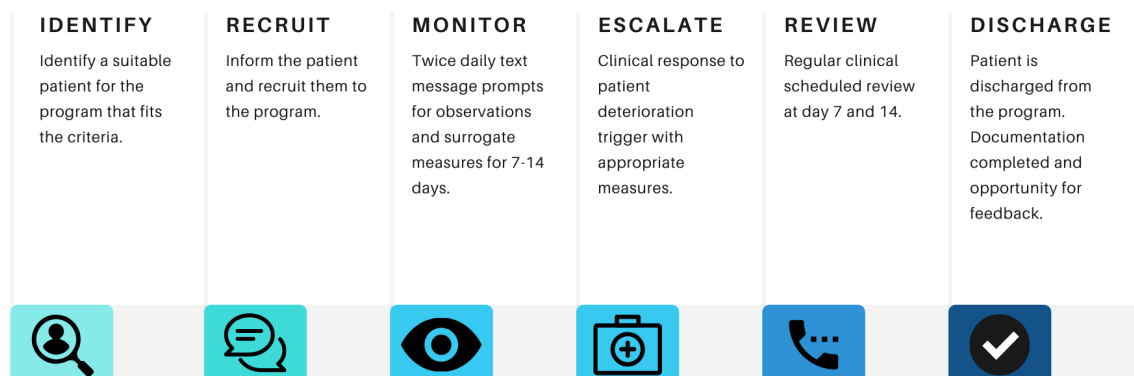 IDENTIFY
Identify a suitable
patient for the
program that fits
the criteria.
RECRUIT
Inform the patient
and recruit them to
the program.
MONITOR
Twice daily text
message prompts
for observations
and surrogate
measures for 7-14
days.
ESCALATE
Clinical response to
patient
deterioration
trigger with
appropriate
measures.
REVIEW
Regular clinical
scheduled review
at day 7 and 14.
DISCHARGE
Patient is
discharged from
the program.
Documentation
completed and
opportunity for
feedback.